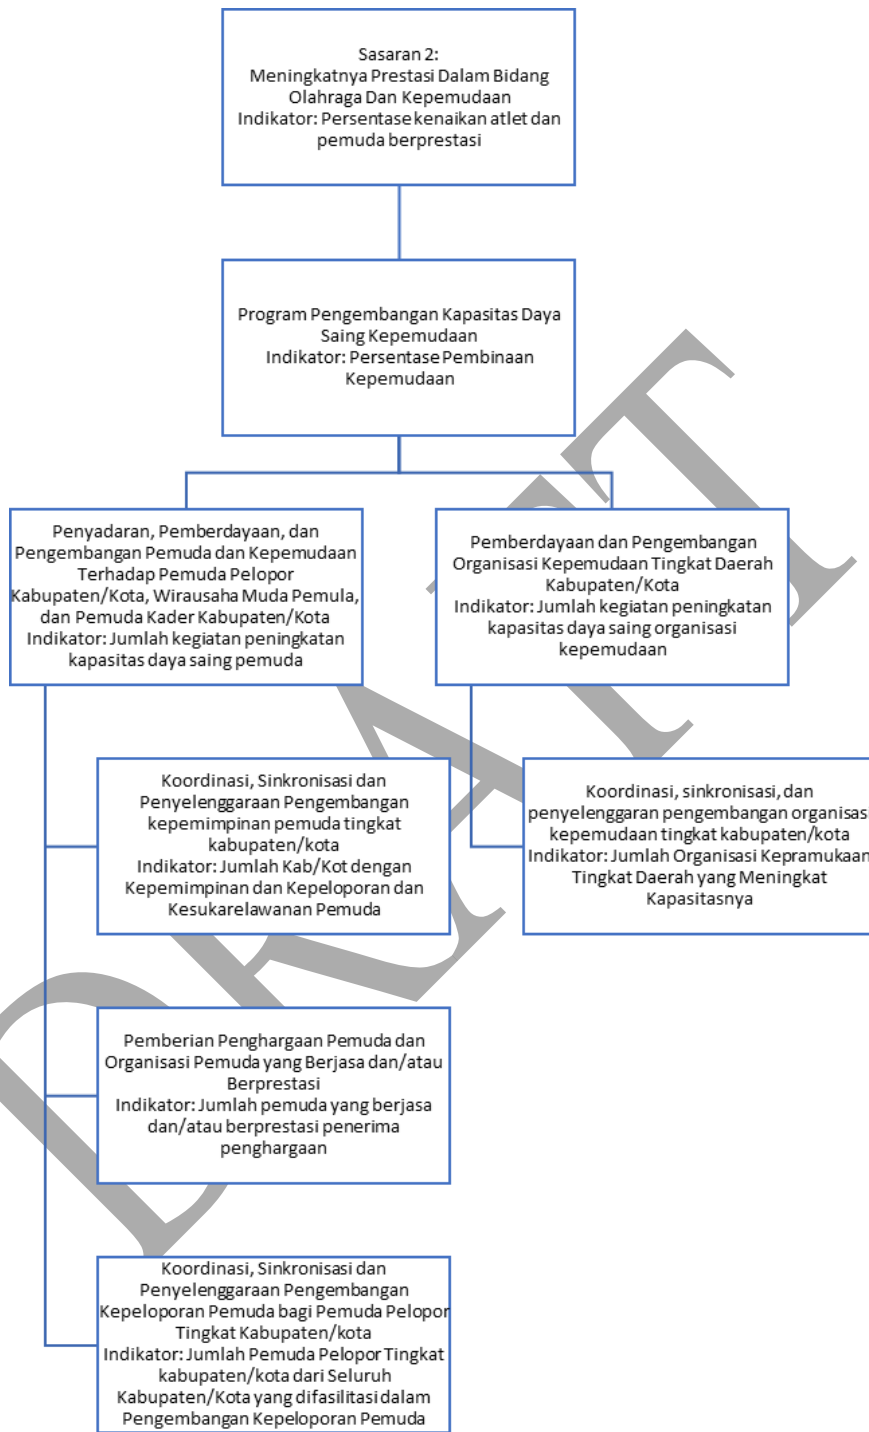 Sasaran 2:
Meningkatnya Prestasi Dalam Bidang
Olahraga Dan Kepemudaan
Indikator: Persentase kenaikan atlet dan
pemuda berprestasi
Program Pengembangan Kapasitas Daya
Saing Kepemudaan
Indikator: Persentase Pembinaan
Kepemudaan
Penyadaran, Pemberdayaan, dan
Pengembangan Pemuda dan Kepemudaan
Terhadap Pemuda Pelopor
Kabupaten/Kota, Wirausaha Muda Pemula,
dan Pemuda Kader Kabupaten/Kota
Indikator: Jumlah kegiatan peningkatan
kapasitas daya saing pemuda
Pemberdayaan dan Pengembangan
Organisasi Kepemudaan Tingkat Daerah
Kabupaten/Kota
Indikator: Jumlah kegiatan peningkatan
kapasitas daya saing organisasi
kepemudaan
Koordinasi, Sinkronisasi dan
Penyelenggaraan Pengembangan
kepemimpinan pemuda tingkat
kabupaten/kota
Indikator: Jumlah Kab/Kot dengan
Kepemimpinan dan Kepeloporan dan
Kesukarelawanan Pemuda
Koordinasi, sinkronisasi, dan
penyelenggaran pengembangan organisasi
kepemudaan tingkat kabupaten/kota
Indikator: Jumlah Organisasi Kepramukaan
Tingkat Daerah yang Meningkat
Kapasitasnya
Pemberian Penghargaan Pemuda dan
Organisasi Pemuda yang Berjasa dan/atau
Berprestasi
Indikator: Jumlah pemuda yang berjasa
dan/atau berprestasi penerima
penghargaan
Koordinasi, Sinkronisasi dan
Penyelenggaraan Pengembangan
Kepeloporan Pemuda bagi Pemuda Pelopor
Tingkat Kabupaten/kota
Indikator: Jumlah Pemuda Pelopor Tingkat
kabupaten/kota dari Seluruh
Kabupaten/Kota yang difasilitasi dalam
Pengembangan Kepeloporan Pemuda
DRAFT